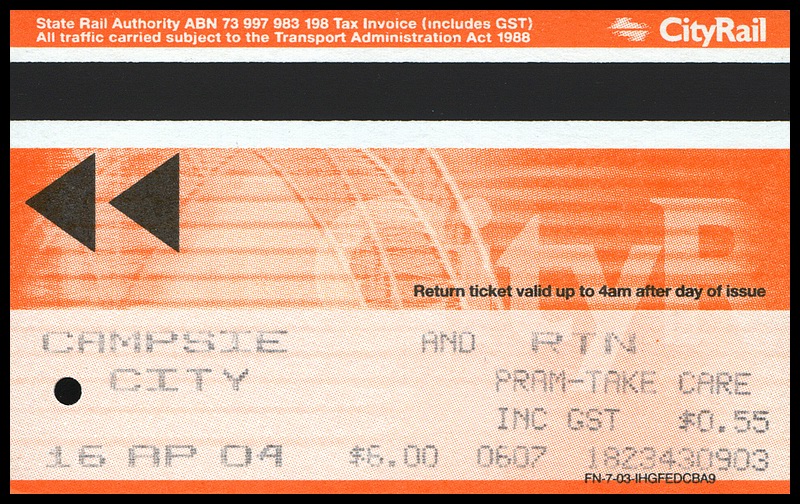 State Rail Authority ABN 73 997 983 198 Tax Invoice (includes GST)
All traffic carried subject to the Transport Administration Act 1988
CityRail
CityR
Return ticket valid up to 4am after day of issue
CAMPSIE AND RTN
CITY PRAM-TAKE CARE
INC GST $0.55
16 AP 04 $6.00 0607 1823430903
FN-7-03-IHGFEDCBA9